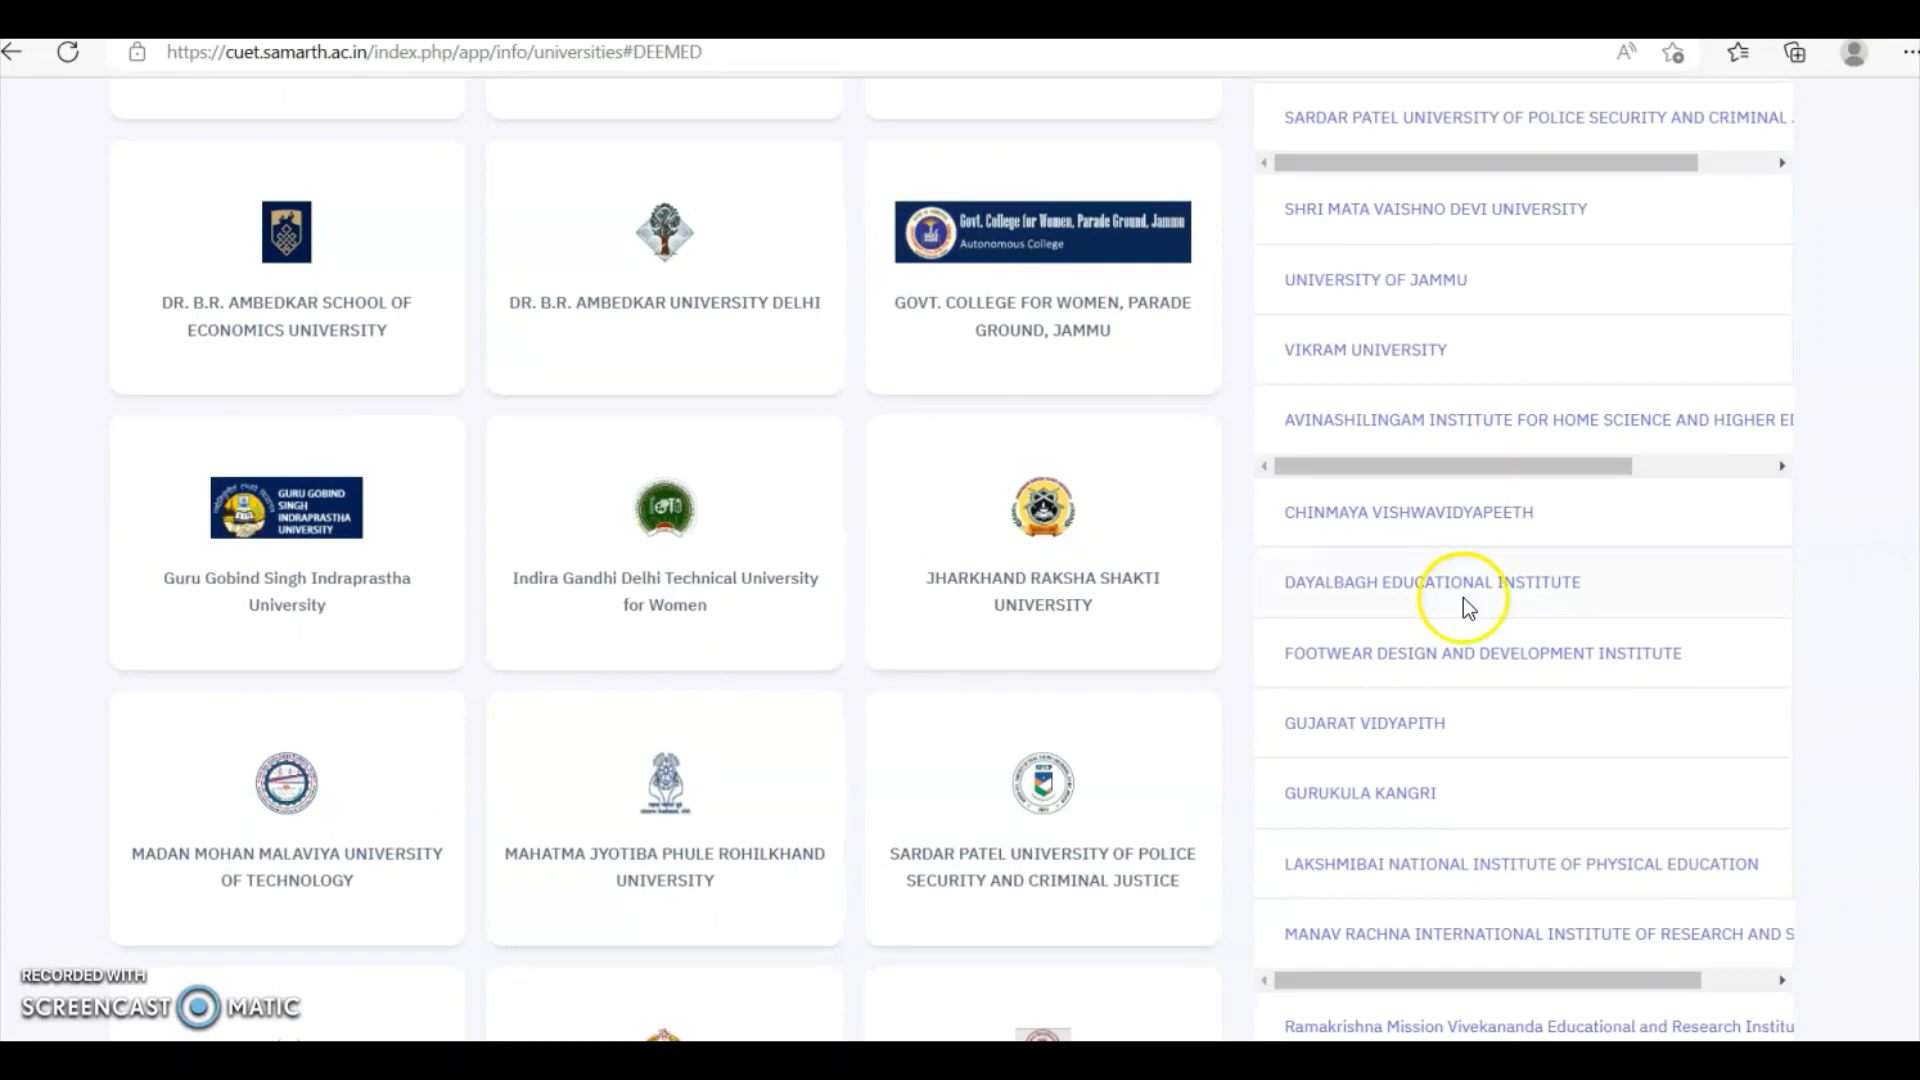 https://cuet.samarth.ac.in/index.php/app/info/universities#DEEMED
DR. B.R. AMBEDKAR SCHOOL OF
ECONOMICS UNIVERSITY
DR. B.R. AMBEDKAR UNIVERSITY DELHI
Govt. College for Women, Parade Ground, Jammu
Autonomous College
GOVT. COLLEGE FOR WOMEN, PARADE
GROUND, JAMMU
GURU GOBIND
SINGH
INDRAPRASTHA
UNIVERSITY
Guru Gobind Singh Indraprastha
University
Indira Gandhi Delhi Technical University
for Women
JHARKHAND RAKSHA SHAKTI
UNIVERSITY
MADAN MOHAN MALAVIYA UNIVERSITY
OF TECHNOLOGY
MAHATMA JYOTIBA PHULE ROHILKHAND
UNIVERSITY
SARDAR PATEL UNIVERSITY OF POLICE
SECURITY AND CRIMINAL JUSTICE
SARDAR PATEL UNIVERSITY OF POLICE SECURITY AND CRIMINAL
SHRI MATA VAISHNO DEVI UNIVERSITY
UNIVERSITY OF JAMMU
VIKRAM UNIVERSITY
AVINASHILINGAM INSTITUTE FOR HOME SCIENCE AND HIGHER
CHINMAYA VISHWAVIDYAPEETH
DAYALBAGH EDUCATIONAL INSTITUTE
FOOTWEAR DESIGN AND DEVELOPMENT INSTITUTE
GUJARAT VIDYAPITH
GURUKULA KANGRI
LAKSHMIBAI NATIONAL INSTITUTE OF PHYSICAL EDUCATION
MANAV RACHNA INTERNATIONAL INSTITUTE OF RESEARCH AND S
Ramakrishna Mission Vivekananda Educational and Research Institu
RECORDED WITH
SCREENCAST MATIC